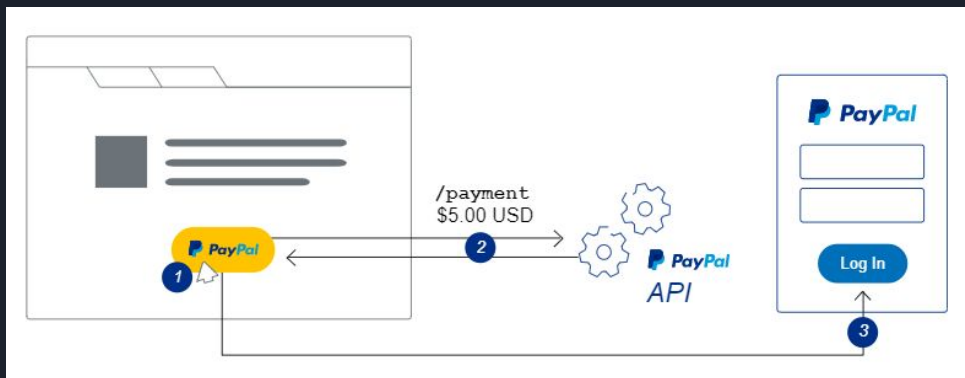 /payment
$5.00 USD
PayPal
1
2
PayPal
API
PayPal
Log In
3